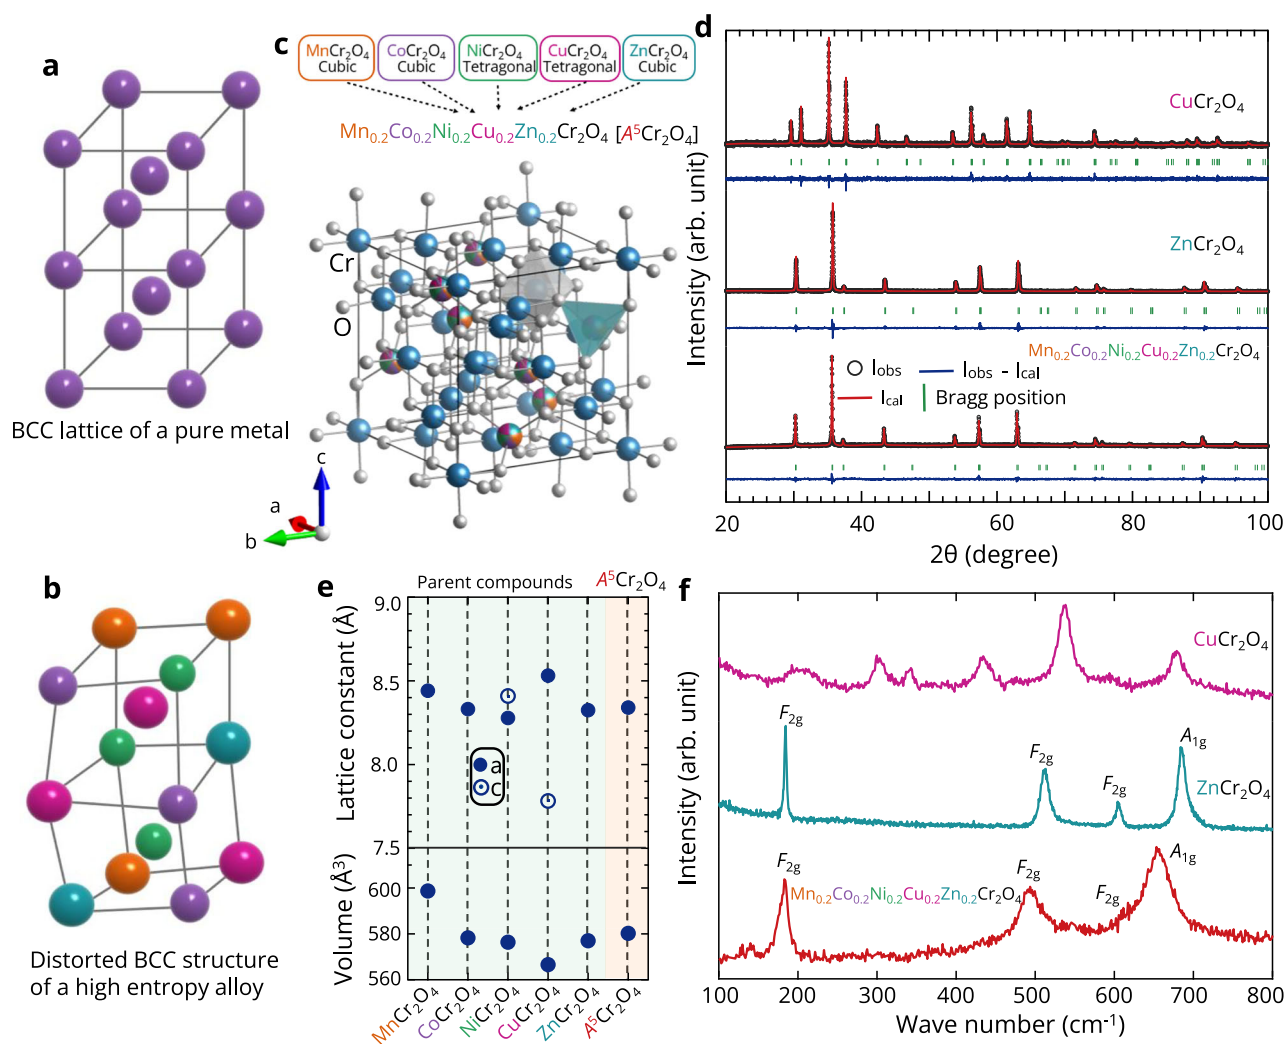 a
BCC lattice of a pure metal
b
Distorted BCC structure
of a high entropy alloy
c
MnCr₂O₄
Cubic
CoCr₂O₄
Cubic
NiCr₂O₄
Tetragonal
CuCr₂O₄
Tetragonal
ZnCr₂O₄
Cubic
Mn₀.₂Co₀.₂Ni₀.₂Cu₀.₂Zn₀.₂Cr₂O₄ [A⁵Cr₂O₄]
Cr
O
c
a
b
d
Intensity (arb. unit)
CuCr₂O₄
ZnCr₂O₄
Mn₀.₂Co₀.₂Ni₀.₂Cu₀.₂Zn₀.₂Cr₂O₄
Iobs
Iobs - Ical
Ical
Bragg position
20 40 60 80 100
2θ (degree)
e
Parent compounds
A⁵Cr₂O₄
Lattice constant (Å)
9.0
8.5
8.0
7.5
a
c
Volume (Å³)
600
580
560
MnCr₂O₄
CoCr₂O₄
NiCr₂O₄
CuCr₂O₄
ZnCr₂O₄
A⁵Cr₂O₄
f
Intensity (arb. unit)
CuCr₂O₄
F2g
F2g
F2g
A1g
ZnCr₂O₄
F2g
F2g
F2g
A1g
Mn₀.₂Co₀.₂Ni₀.₂Cu₀.₂Zn₀.₂Cr₂O₄
100 200 300 400 500 600 700 800
Wave number (cm⁻¹)